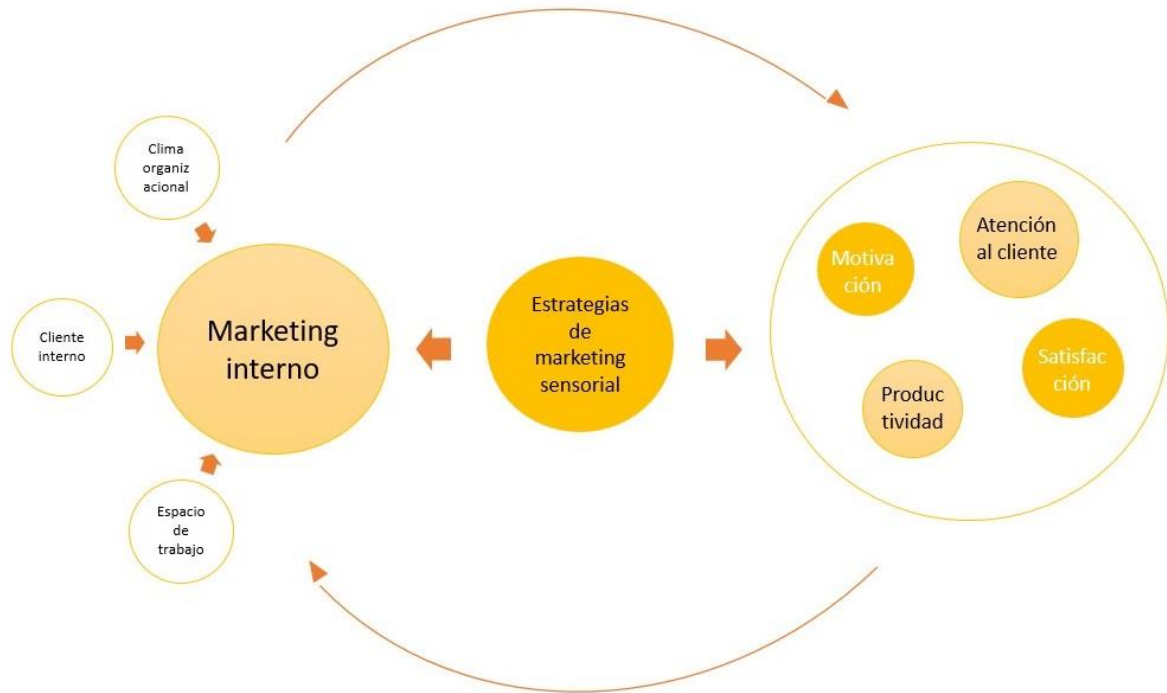 Clima
organiz
acional
Cliente
interno
Espacio
de
trabajo
Marketing
interno
Estrategias
de
marketing
sensorial
Motiva
ción
Atención
al cliente
Satisfac
ción
Produc
tividad